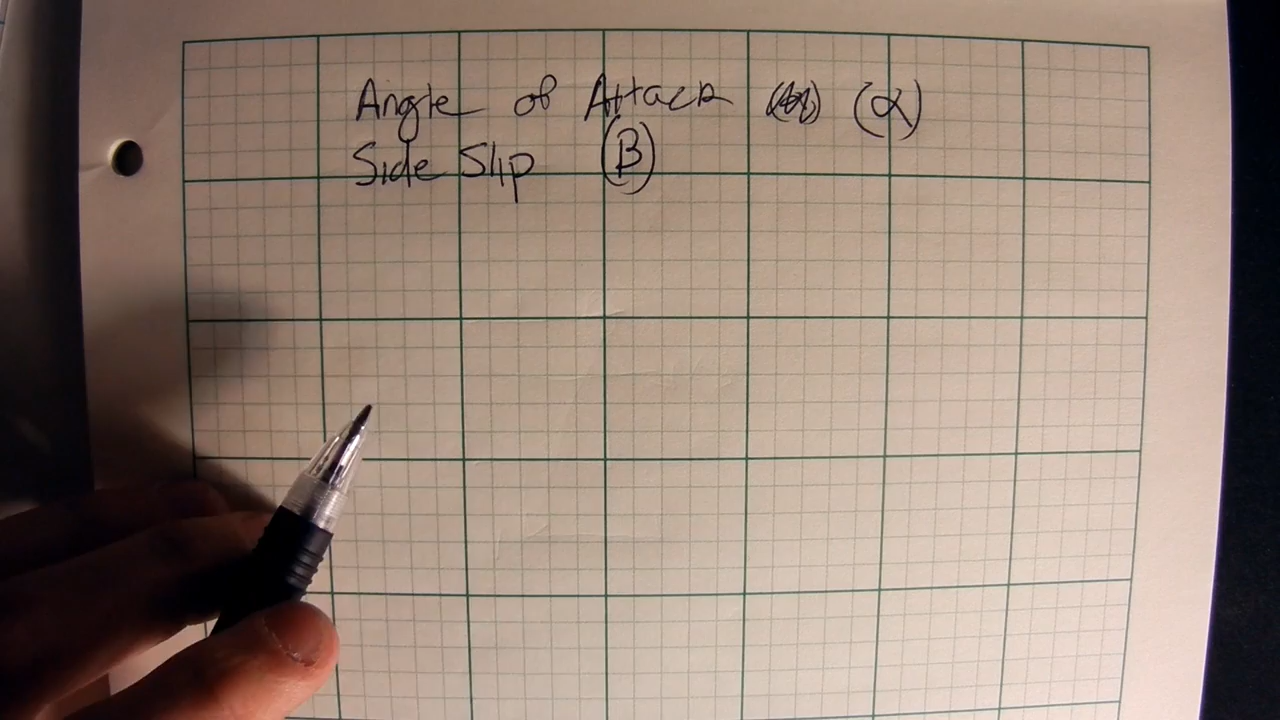 Angle of Attack (α)
Side Slip (β)